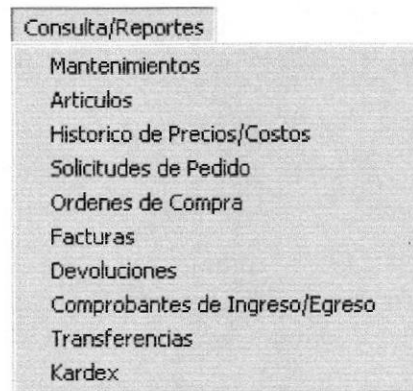 Consulta/Reportes
Mantenimientos
Articulos
Historico de Precios/Costos
Solicitudes de Pedido
Ordenes de Compra
Facturas
Devoluciones
Comprobantes de Ingreso/Egreso
Transferencias
Kardex